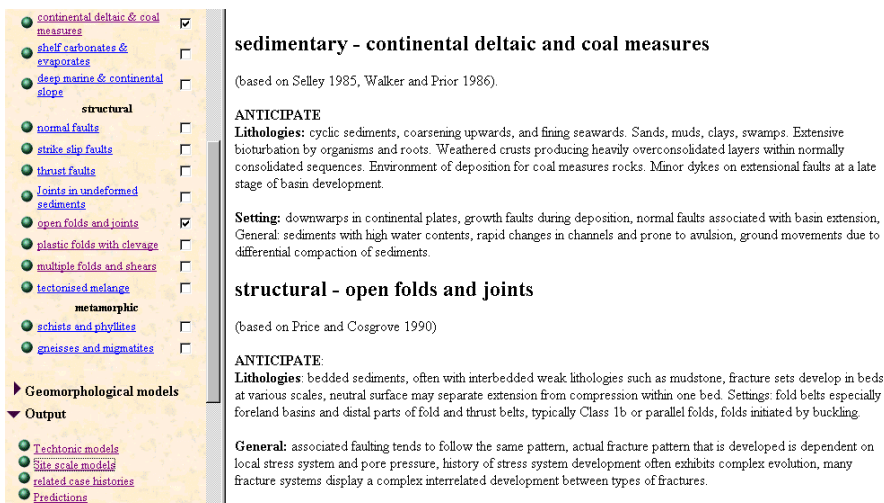 continental deltaic & coal
measures
shelf carbonates &
evaporates
deep marine & continental
slope
structural
normal faults
strike slip faults
thrust faults
Joints in undeformed
sediments
open folds and joints
plastic folds with clevage
multiple folds and shears
tectonised melange
metamorphic
schists and phyllites
gneisses and migmatites
Geomorphological models
Output
Techtonic models
Site scale models
related case histories
Predictions
sedimentary - continental deltaic and coal measures
(based on Selley 1985, Walker and Prior 1986).
ANTICIPATE
Lithologies: cyclic sediments, coarsening upwards, and fining seawards. Sands, muds, clays, swamps. Extensive
bioturbation by organisms and roots. Weathered crusts producing heavily overconsolidated layers within normally
consolidated sequences. Environment of deposition for coal measures rocks. Minor dykes on extensional faults at a late
stage of basin development.
Setting: downwarps in continental plates, growth faults during deposition, normal faults associated with basin extension,
General: sediments with high water contents, rapid changes in channels and prone to avulsion, ground movements due to
differential compaction of sediments.
structural - open folds and joints
(based on Price and Cosgrove 1990)
ANTICIPATE:
Lithologies: bedded sediments, often with interbedded weak lithologies such as mudstone, fracture sets develop in beds
at various scales, neutral surface may separate extension from compression within one bed. Settings: fold belts especially
foreland basins and distal parts of fold and thrust belts, typically Class 1b or parallel folds, folds initiated by buckling.
General: associated faulting tends to follow the same pattern, actual fracture pattern that is developed is dependent on
local stress system and pore pressure, history of stress system development often exhibits complex evolution, many
fracture systems display a complex interrelated development between types of fractures.